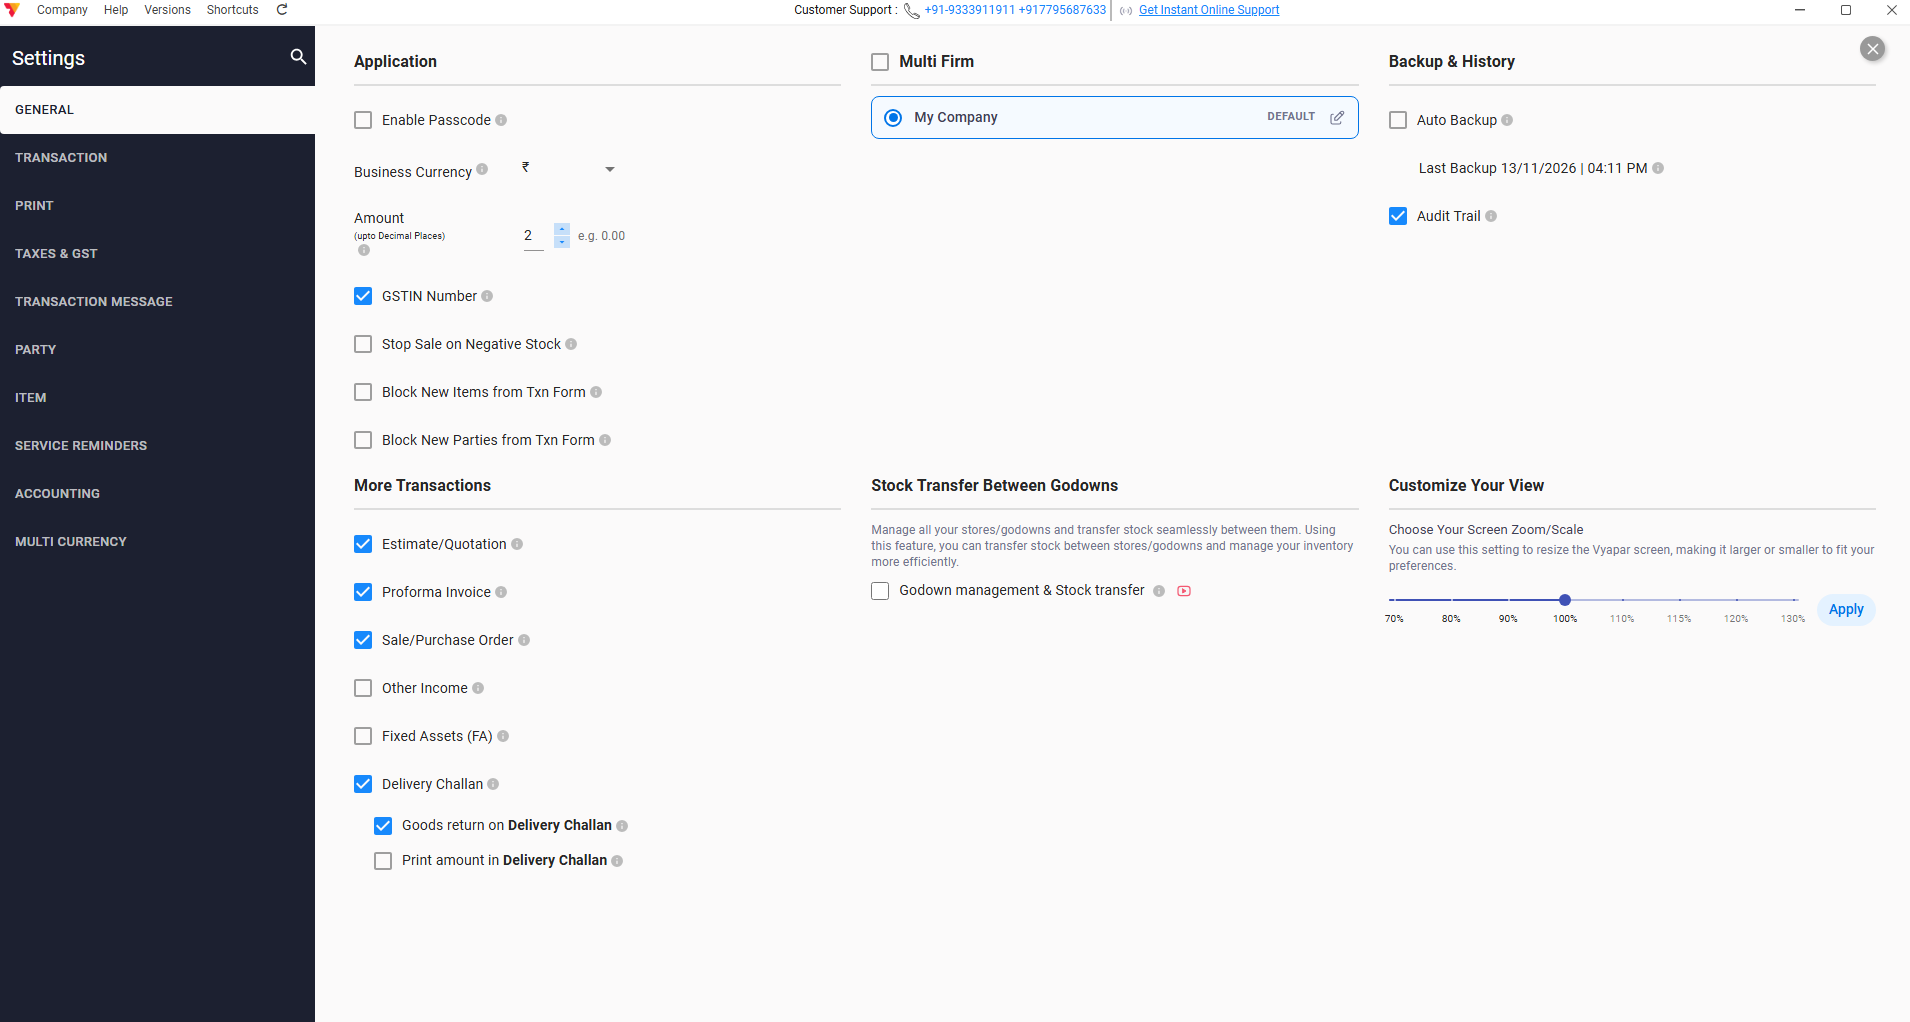 Company Help Versions Shortcuts
Customer Support : +91-9333911911 +917795687633 Get Instant Online Support
Settings
GENERAL
TRANSACTION
PRINT
TAXES & GST
TRANSACTION MESSAGE
PARTY
ITEM
SERVICE REMINDERS
ACCOUNTING
MULTI CURRENCY
Application
Enable Passcode
Business Currency ₹
Amount
(upto Decimal Places)
2 e.g. 0.00
GSTIN Number
Stop Sale on Negative Stock
Block New Items from Txn Form
Block New Parties from Txn Form
Multi Firm
My Company DEFAULT
Backup & History
Auto Backup
Last Backup 13/11/2026 | 04:11 PM
Audit Trail
More Transactions
Estimate/Quotation
Proforma Invoice
Sale/Purchase Order
Other Income
Fixed Assets (FA)
Delivery Challan
Goods return on Delivery Challan
Print amount in Delivery Challan
Stock Transfer Between Godowns
Manage all your stores/godowns and transfer stock seamlessly between them. Using
this feature, you can transfer stock between stores/godowns and manage your inventory
more efficiently.
Godown management & Stock transfer
Customize Your View
Choose Your Screen Zoom/Scale
You can use this setting to resize the Vyapar screen, making it larger or smaller to fit your
preferences.
70% 80% 90% 100% 110% 115% 120% 130%
Apply